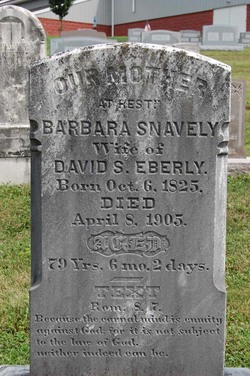 OUR MOTHER
AT REST
BARBARA SNAVELY
Wife of
DAVID S. EBERLY.
Born Oct. 6. 1825,
DIED
April 8, 1905.
AGED
79 Yrs. 6 mo. 2 days.
TEXT
Rom. 8. 7.
Because the carnal mind is enmity
against God, for it is not subject
to the law of God,
neither indeed can be.